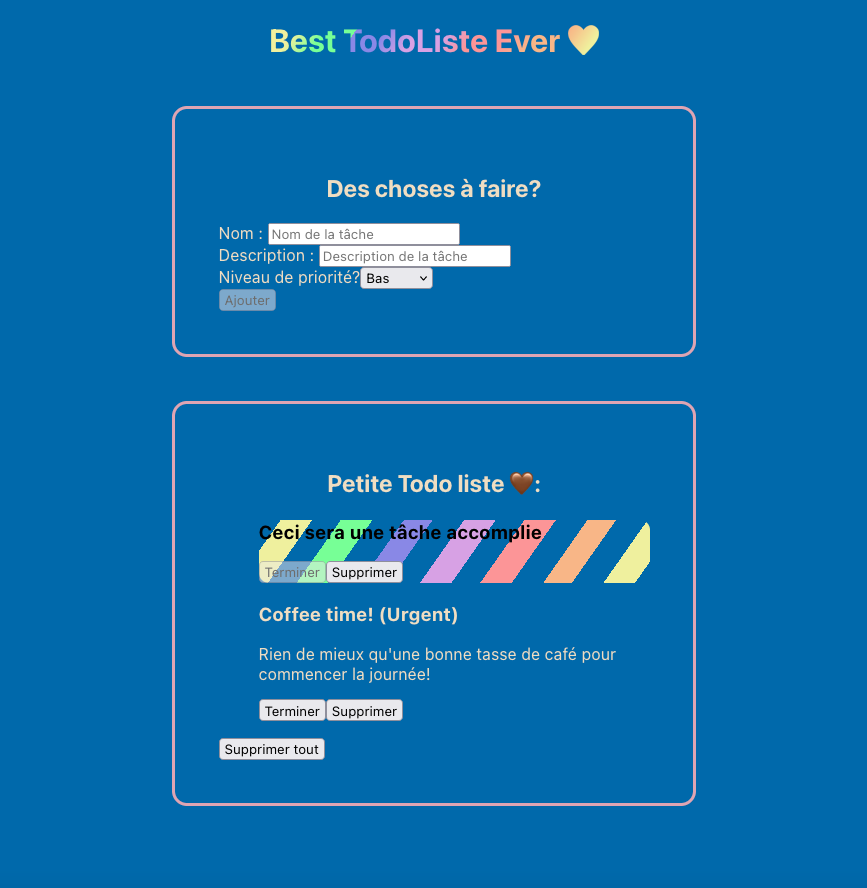 Best TodoListe Ever 💛
Des choses à faire?
Nom : Nom de la tâche
Description : Description de la tâche
Niveau de priorité? Bas
Ajouter
Petite Todo liste 🤎:
Ceci sera une tâche accomplie
Terminer Supprimer
Coffee time! (Urgent)
Rien de mieux qu'une bonne tasse de café pour
commencer la journée!
Terminer Supprimer
Supprimer tout